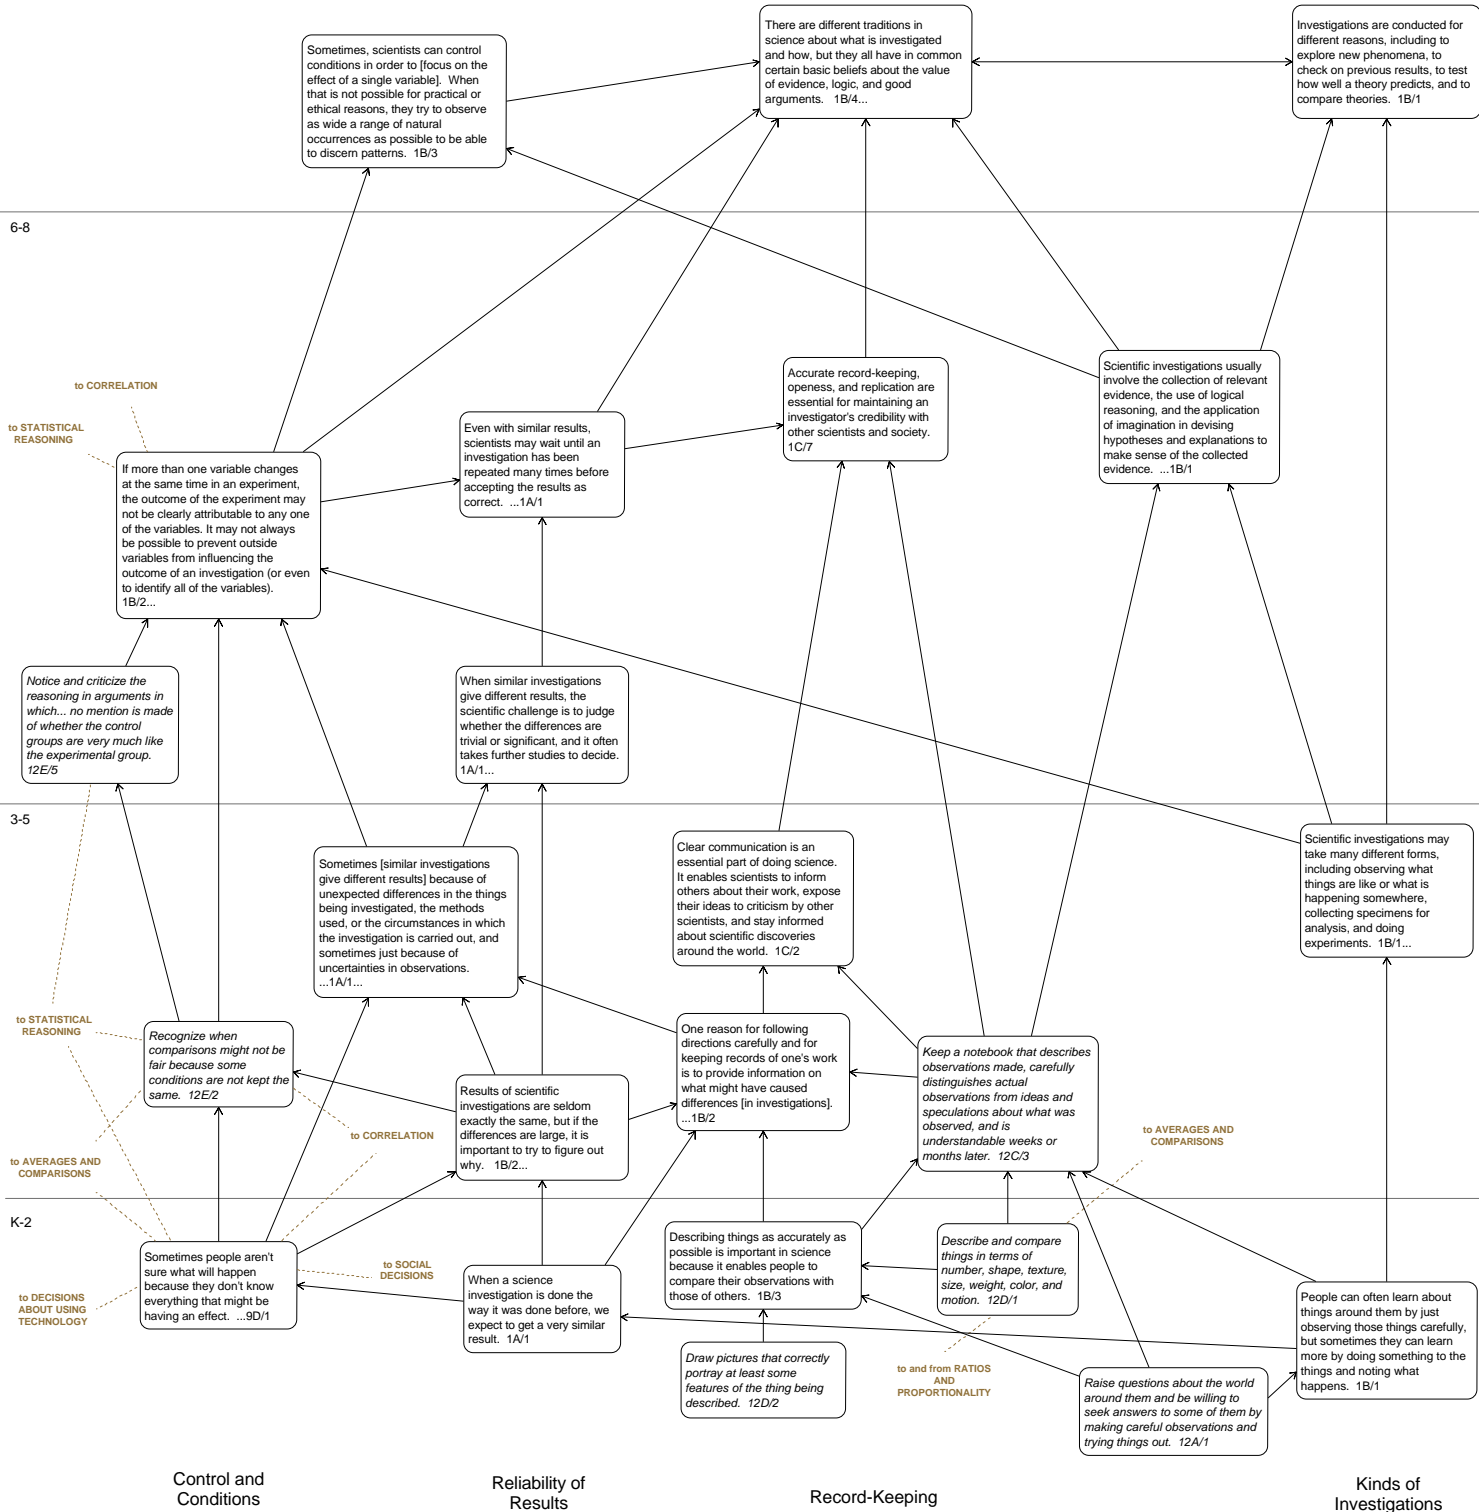 Sometimes, scientists can control
conditions in order to [focus on the
effect of a single variable].  When
that is not possible for practical or
ethical reasons, they try to observe
as wide a range of natural
occurrences as possible to be able
to discern patterns.  1B/3
There are different traditions in
science about what is investigated
and how, but they all have in common
certain basic beliefs about the value
of evidence, logic, and good
arguments.  1B/4...
Investigations are conducted for
different reasons, including to
explore new phenomena, to
check on previous results, to test
how well a theory predicts, and to
compare theories.  1B/1
6-8
to CORRELATION
to STATISTICAL
REASONING
If more than one variable changes
at the same time in an experiment,
the outcome of the experiment may
not be clearly attributable to any one
of the variables. It may not always
be possible to prevent outside
variables from influencing the
outcome of an investigation (or even
to identify all of the variables).
1B/2...
Even with similar results,
scientists may wait until an
investigation has been
repeated many times before
accepting the results as
correct.  ...1A/1
Accurate record-keeping,
openess, and replication are
essential for maintaining an
investigator's credibility with
other scientists and society.
1C/7
Scientific investigations usually
involve the collection of relevant
evidence, the use of logical
reasoning, and the application
of imagination in devising
hypotheses and explanations to
make sense of the collected
evidence.  ...1B/1
Notice and criticize the
reasoning in arguments in
which... no mention is made
of whether the control
groups are very much like
the experimental group.
12E/5
When similar investigations
give different results, the
scientific challenge is to judge
whether the differences are
trivial or significant, and it often
takes further studies to decide.
1A/1...
3-5
Sometimes [similar investigations
give different results] because of
unexpected differences in the things
being investigated, the methods
used, or the circumstances in which
the investigation is carried out, and
sometimes just because of
uncertainties in observations.
...1A/1...
Clear communication is an
essential part of doing science.
It enables scientists to inform
others about their work, expose
their ideas to criticism by other
scientists, and stay informed
about scientific discoveries
around the world.  1C/2
Scientific investigations may
take many different forms,
including observing what
things are like or what is
happening somewhere,
collecting specimens for
analysis, and doing
experiments.  1B/1...
to STATISTICAL
REASONING
Recognize when
comparisons might not be
fair because some
conditions are not kept the
same.  12E/2
Results of scientific
investigations are seldom
exactly the same, but if the
differences are large, it is
important to try to figure out
why.  1B/2...
One reason for following
directions carefully and for
keeping records of one's work
is to provide information on
what might have caused
differences [in investigations].
...1B/2
Keep a notebook that describes
observations made, carefully
distinguishes actual
observations from ideas and
speculations about what was
observed, and is
understandable weeks or
months later.  12C/3
to CORRELATION
to AVERAGES AND
COMPARISONS
to AVERAGES AND
COMPARISONS
K-2
Sometimes people aren't
sure what will happen
because they don't know
everything that might be
having an effect.  ...9D/1
to SOCIAL
DECISIONS
to DECISIONS
ABOUT USING
TECHNOLOGY
When a science
investigation is done the
way it was done before, we
expect to get a very similar
result.  1A/1
Describing things as accurately as
possible is important in science
because it enables people to
compare their observations with
those of others.  1B/3
Describe and compare
things in terms of
number, shape, texture,
size, weight, color, and
motion.  12D/1
People can often learn about
things around them by just
observing those things carefully,
but sometimes they can learn
more by doing something to the
things and noting what
happens.  1B/1
Draw pictures that correctly
portray at least some
features of the thing being
described.  12D/2
to and from RATIOS
AND
PROPORTIONALITY
Raise questions about the world
around them and be willing to
seek answers to some of them by
making careful observations and
trying things out.  12A/1
Control and
Conditions
Reliability of
Results
Record-Keeping
Kinds of
Investigations